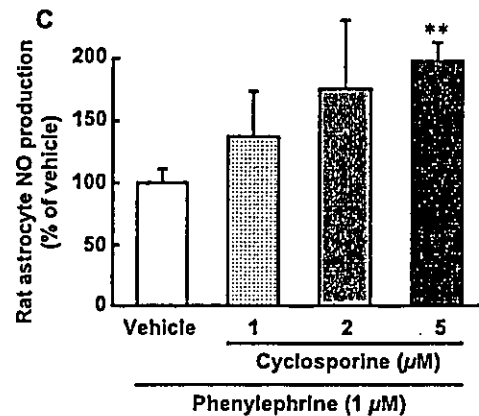 C
Rat astrocyte NO production
(% of vehicle)
200
150
100
50
0
**
Vehicle 1 2 5
Cyclosporine (µM)
Phenylephrine (1 µM)